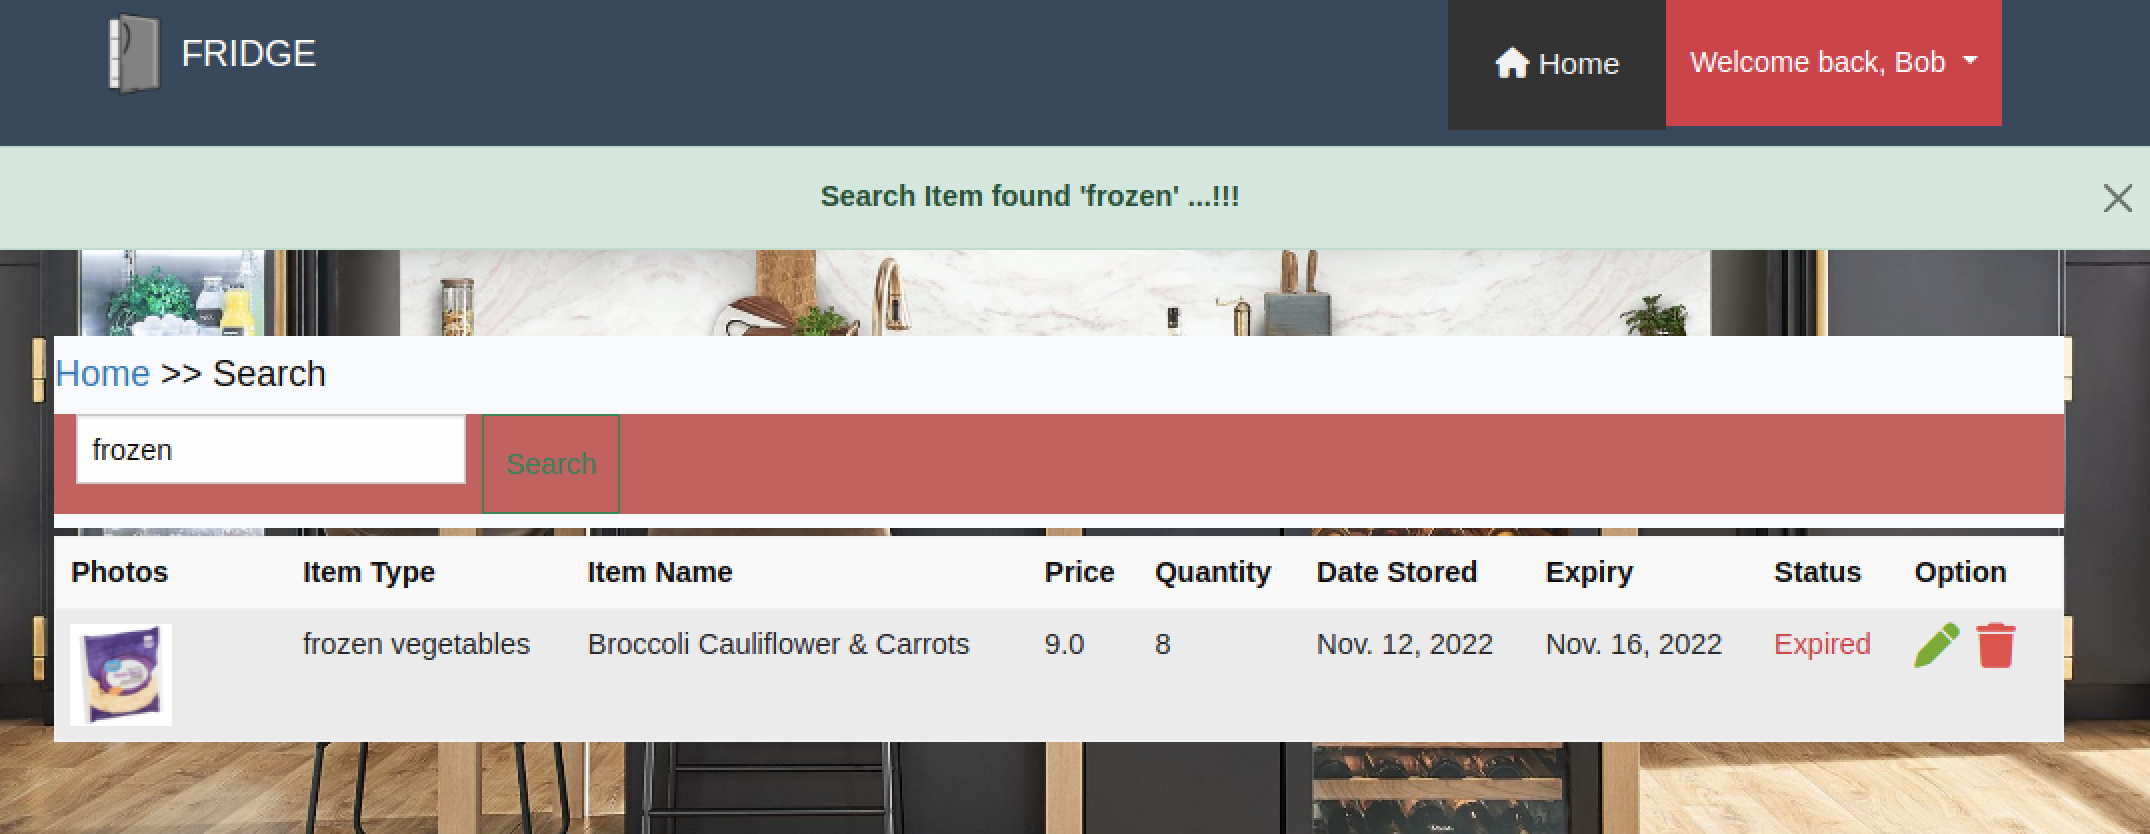 FRIDGE
Home
Welcome back, Bob
Search Item found 'frozen' ...!!!
Home >> Search
frozen
Search
Photos Item Type Item Name Price Quantity Date Stored Expiry Status Option
frozen vegetables Broccoli Cauliflower & Carrots 9.0 8 Nov. 12, 2022 Nov. 16, 2022 Expired